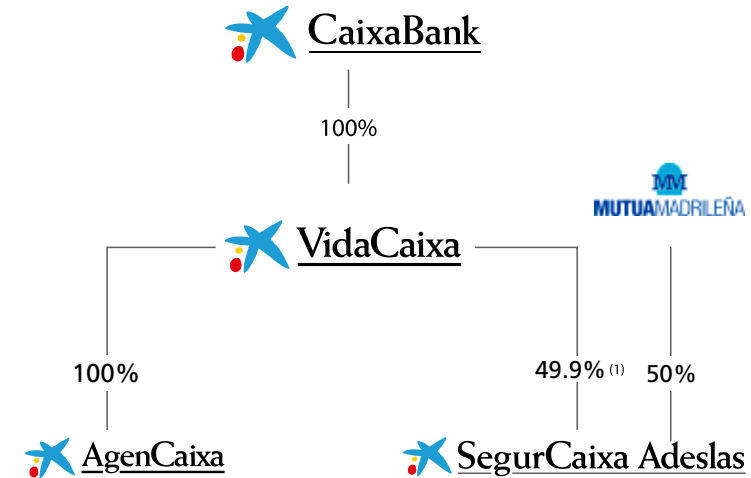 CaixaBank
100%
MM
MUTUAMADRILEÑA
VidaCaixa
100%
49.9% (1)
50%
AgenCaixa
SegurCaixa Adeslas